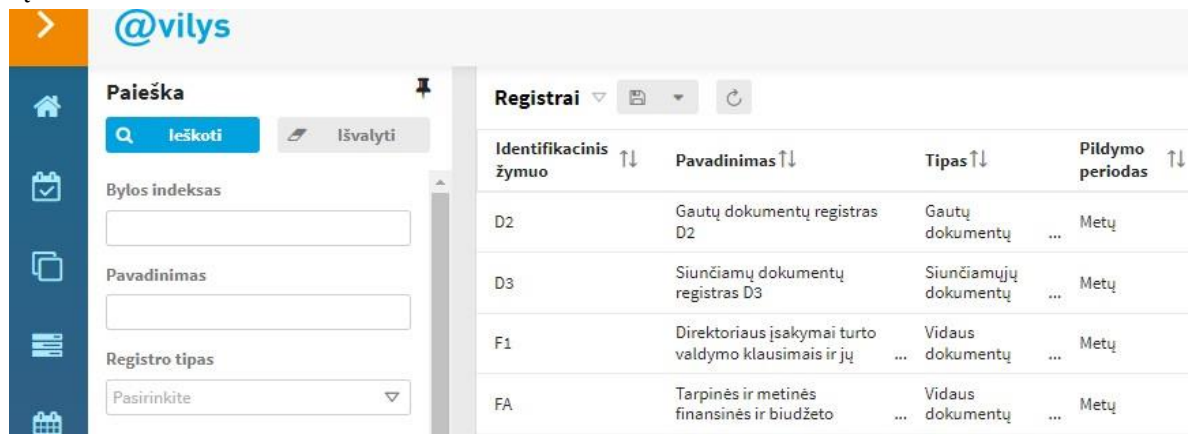 @vilys
Paieška
Ieškoti
Išvalyti
Bylos indeksas
Pavadinimas
Registro tipas
Pasirinkite
Registrai
Identifikacinis
žymuo
Pavadinimas
Tipas
Pildymo
periodas
D2
Gautų dokumentų registras
D2
Gautų
dokumentų ...
Metų
D3
Siunčiamų dokumentų
registras D3
Siunčiamųjų
dokumentų ...
Metų
F1
Direktoriaus įsakymai turto
valdymo klausimais ir jų ...
Vidaus
dokumentų ...
Metų
FA
Tarpinės ir metinės
finansinės ir biudžeto ...
Vidaus
dokumentų ...
Metų